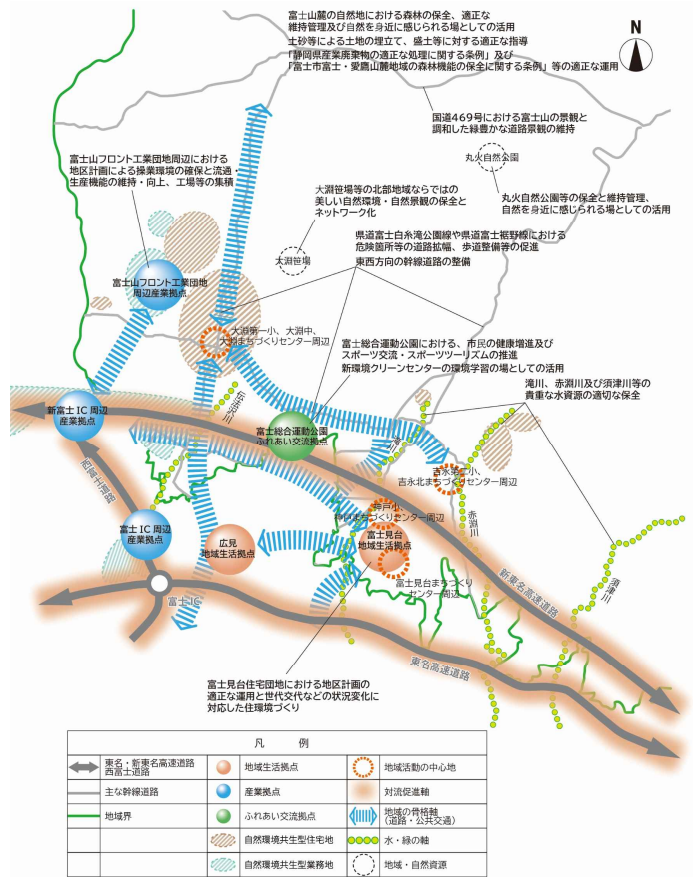 富士山麓の自然地における森林の保全、適正な
維持管理及び自然を身近に感じられる場としての活用
土砂等による土地の埋立て、盛土等に対する適正な指導
「静岡県産業廃棄物の適正な処理に関する条例」及び
「富士市富士・愛鷹山麓地域の森林機能の保全に関する条例」等の適正な運用
N
国道469号における富士山の景観と
調和した緑豊かな道路景観の維持
丸火自然公園
丸火自然公園等の保全と維持管理、
自然を身近に感じられる場としての活用
富士山フロント工業団地周辺における
地区計画による操業環境の確保と流通・
生産機能の維持・向上、工場等の集積
大淵笹場等の北部地域ならではの
美しい自然環境・自然景観の保全と
ネットワーク化
大淵笹場
県道富士白糸滝公園線や県道富士裾野線における
危険箇所等の道路拡幅、歩道整備等の促進
東西方向の幹線道路の整備
富士山フロント工業団地
周辺産業拠点
大淵第一小、大淵中、
大淵まちづくりセンター周辺
富士総合運動公園における、市民の健康増進及び
スポーツ交流・スポーツツーリズムの推進
新環境クリーンセンターの環境学習の場としての活用
滝川、赤淵川及び須津川等の
貴重な水資源の適切な保全
新富士IC周辺
産業拠点
伝法沢川
富士総合運動公園
ふれあい交流拠点
滝川
吉永第二小、
吉永北まちづくりセンター周辺
西富士道路
神戸小、
神戸まちづくりセンター周辺
赤淵川
富士IC周辺
産業拠点
広見
地域生活拠点
富士見台
地域生活拠点
富士見台まちづくり
センター周辺
新東名高速道路
須津川
富士IC
東名高速道路
富士見台住宅団地における地区計画の
適正な運用と世代交代などの状況変化に
対応した住環境づくり
凡 例
東名・新東名高速道路
西富士道路
地域生活拠点
地域活動の中心地
主な幹線道路
産業拠点
対流促進軸
地域界
ふれあい交流拠点
地域の骨格軸
（道路・公共交通）
自然環境共生型住宅地
水・緑の軸
自然環境共生型業務地
地域・自然資源